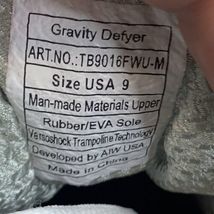 Gravity Defyer
ART.NO.:TB9016FWU-M
Size USA 9
Man-made Materials Upper
Rubber/EVA Sole
Versoshock Trampoline Technology
Developed by AIW USA
Made in China